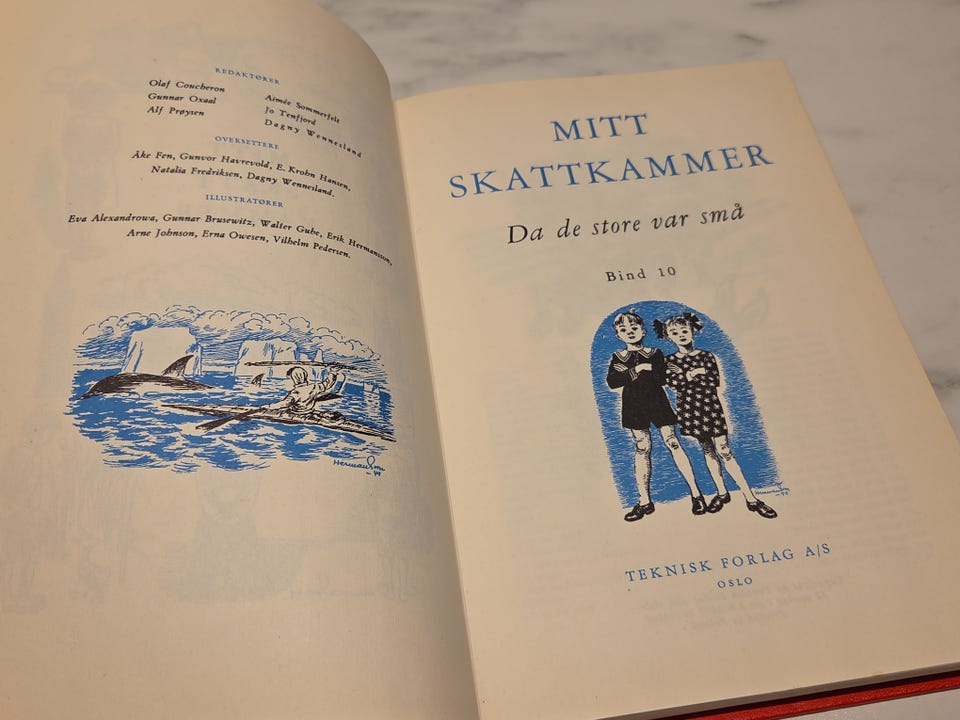 REDAKTØRER
Olaf Coucheron
Gunnar Oxaal
Alf Prøysen
Aimée Sommerfelt
Jo Tenfjord
Dagny Wennesland
OVERSETTERE
Åke Fen, Gunvor Havrevold, E. Krohn Hansen,
Natalia Fredriksen, Dagny Wennesland.
ILLUSTRATØRER
Eva Alexandrowa, Gunnar Brusewitz, Walter Gube, Erik Hermansson,
Arne Johnson, Erna Owesen, Vilhelm Pedersen.
MITT
SKATTKAMMER
Da de store var små
Bind 10
TEKNISK FORLAG A/S
OSLO